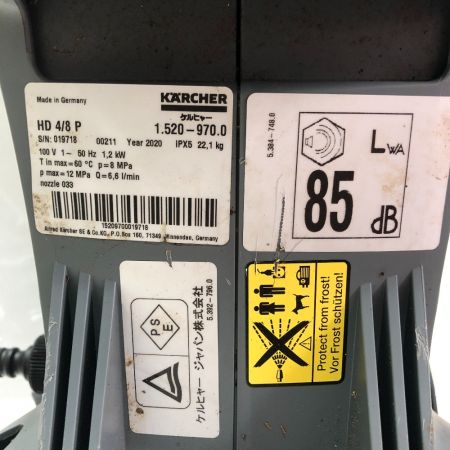 Made in Germany
KÄRCHER
ケルヒャー
HD 4/8 P 1.520-970.0
S/N: 019718 00211 Year 2020 IPX5 22,1 kg
100 V 1~ 50 Hz 1,2 kW
T in max=60 °C p=8 MPa
p max=12 MPa Q=6,6 l/min
nozzle 033
15209700019718
Alfred Kärcher SE & Co.KG, P.O.Box 160, 71349 Winnenden, Germany
5.384-748.0
LWA
85 dB
PSE
ケルヒャー ジャパン株式会社
5.382-796.0
Protect from frost!
Vor Frost schützen!